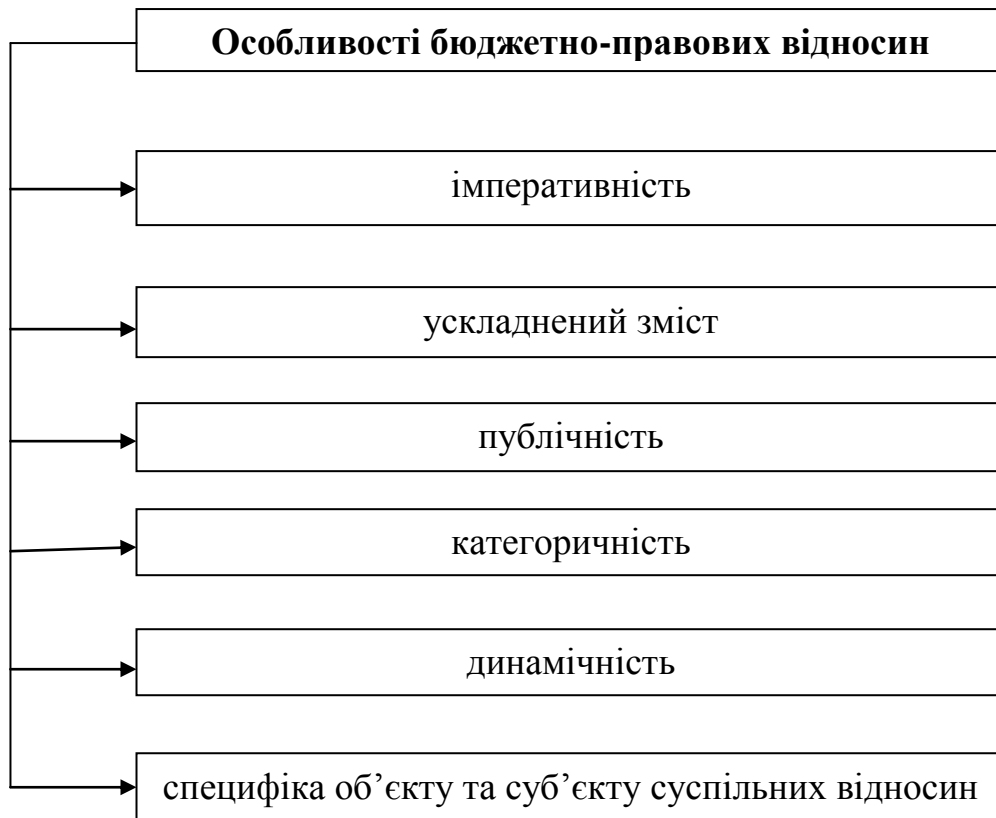 Особливості бюджетно-правових відносин
імперативність
ускладнений зміст
публічність
категоричність
динамічність
специфіка об’єкту та суб’єкту суспільних відносин